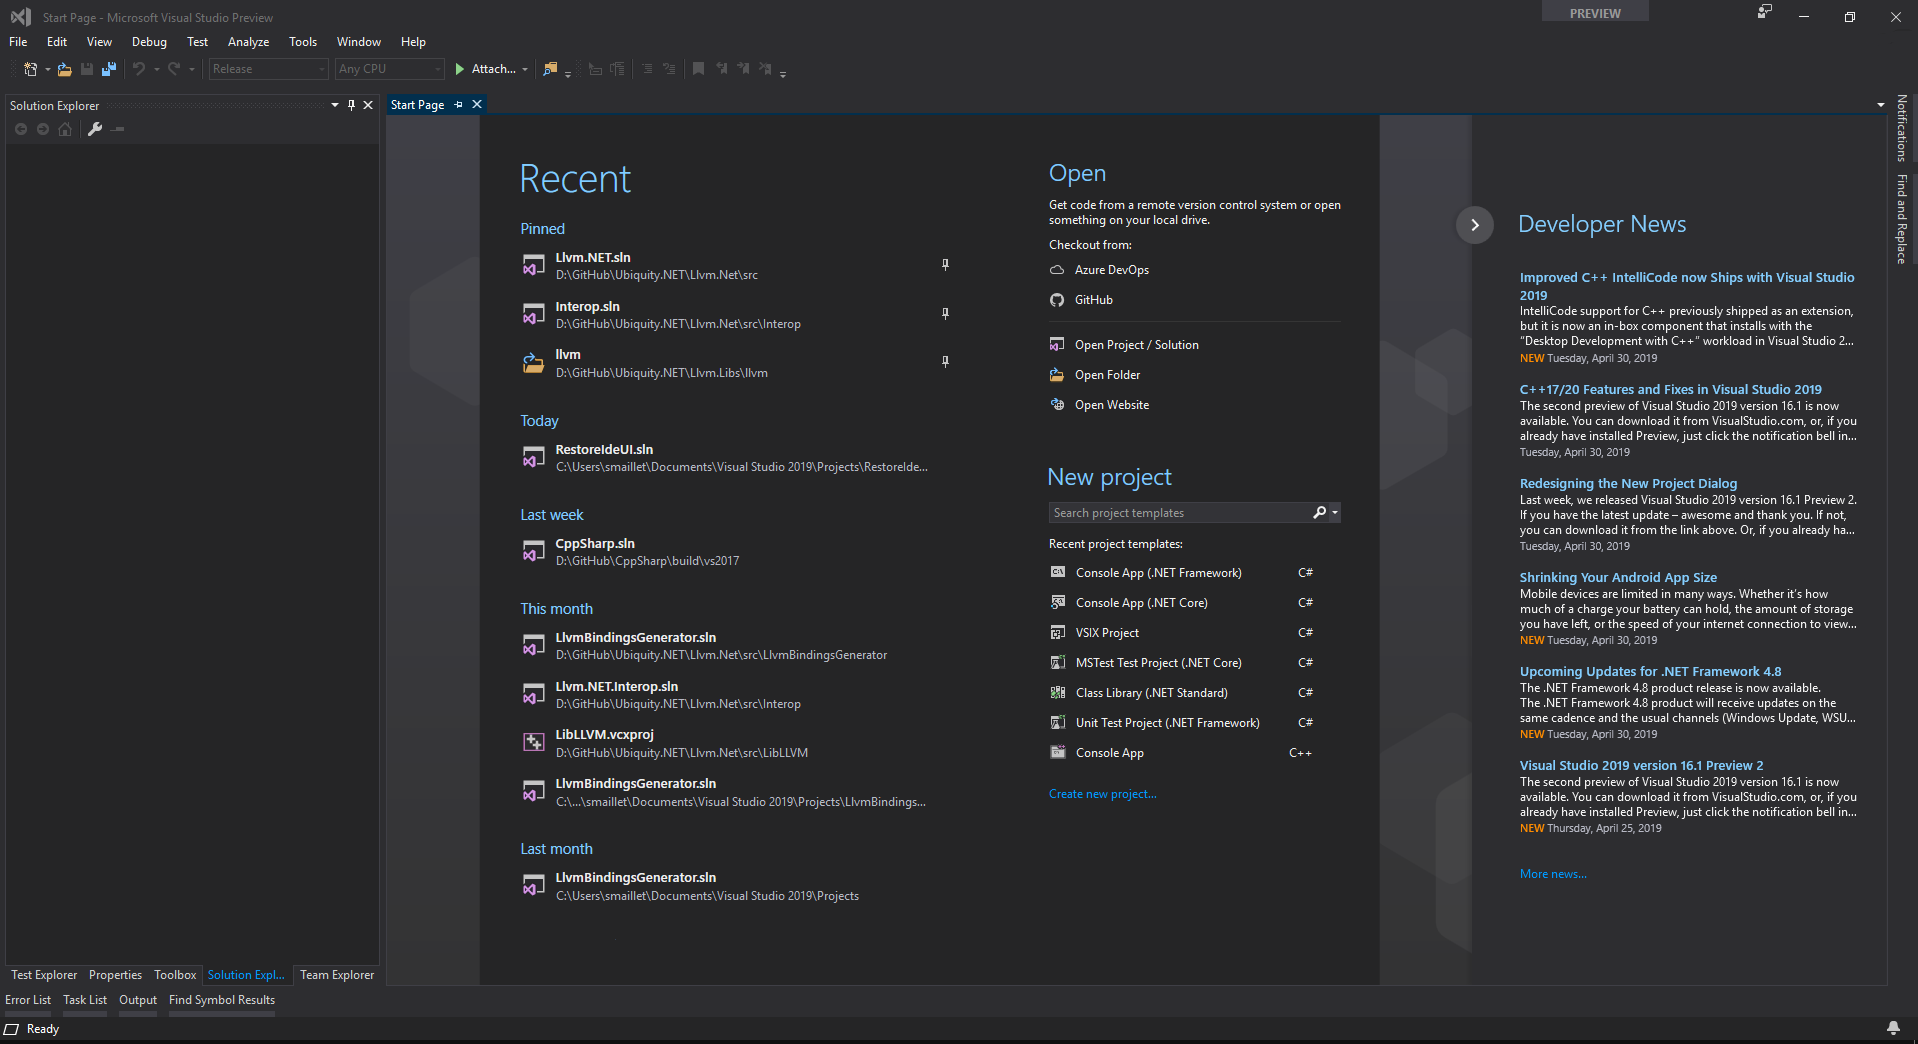 Start Page - Microsoft Visual Studio Preview
PREVIEW
File Edit View Debug Test Analyze Tools Window Help
Release Any CPU Attach...
Solution Explorer
Start Page
Notifications
Find and Replace
Recent
Pinned
Llvm.NET.sln
D:\GitHub\Ubiquity.NET\Llvm.Net\src
Interop.sln
D:\GitHub\Ubiquity.NET\Llvm.Net\src\Interop
llvm
D:\GitHub\Ubiquity.NET\Llvm.Libs\llvm
Today
RestoreIdeUI.sln
C:\Users\smaillet\Documents\Visual Studio 2019\Projects\RestoreIde...
Last week
CppSharp.sln
D:\GitHub\CppSharp\build\vs2017
This month
LlvmBindingsGenerator.sln
D:\GitHub\Ubiquity.NET\Llvm.Net\src\LlvmBindingsGenerator
Llvm.NET.Interop.sln
D:\GitHub\Ubiquity.NET\Llvm.Net\src\Interop
LibLLVM.vcxproj
D:\GitHub\Ubiquity.NET\Llvm.Net\src\LibLLVM
LlvmBindingsGenerator.sln
C:\...\smaillet\Documents\Visual Studio 2019\Projects\LlvmBindings...
Last month
LlvmBindingsGenerator.sln
C:\Users\smaillet\Documents\Visual Studio 2019\Projects
Open
Get code from a remote version control system or open
something on your local drive.
Checkout from:
Azure DevOps
GitHub
Open Project / Solution
Open Folder
Open Website
New project
Search project templates
Recent project templates:
Console App (.NET Framework) C#
Console App (.NET Core) C#
VSIX Project C#
MSTest Test Project (.NET Core) C#
Class Library (.NET Standard) C#
Unit Test Project (.NET Framework) C#
Console App C++
Create new project...
Developer News
Improved C++ IntelliCode now Ships with Visual Studio
2019
IntelliCode support for C++ previously shipped as an extension,
but it is now an in-box component that installs with the
“Desktop Development with C++” workload in Visual Studio 2...
NEW Tuesday, April 30, 2019
C++17/20 Features and Fixes in Visual Studio 2019
The second preview of Visual Studio 2019 version 16.1 is now
available. You can download it from VisualStudio.com, or, if you
already have installed Preview, just click the notification bell in...
Tuesday, April 30, 2019
Redesigning the New Project Dialog
Last week, we released Visual Studio 2019 version 16.1 Preview 2.
If you have the latest update – awesome and thank you. If not,
you can download it from the link above. Or, if you already ha...
Tuesday, April 30, 2019
Shrinking Your Android App Size
Mobile devices are limited in many ways. Whether it's how
much of a charge your battery can hold, the amount of storage
you have left, or the speed of your internet connection to view...
NEW Tuesday, April 30, 2019
Upcoming Updates for .NET Framework 4.8
The .NET Framework 4.8 product release is now available.
The .NET Framework 4.8 product will receive updates on the
same cadence and the usual channels (Windows Update, WSU...
NEW Tuesday, April 30, 2019
Visual Studio 2019 version 16.1 Preview 2
The second preview of Visual Studio 2019 version 16.1 is now
available. You can download it from VisualStudio.com, or, if you
already have installed Preview, just click the notification bell in...
NEW Thursday, April 25, 2019
More news...
Test Explorer Properties Toolbox Solution Expl... Team Explorer
Error List Task List Output Find Symbol Results
Ready